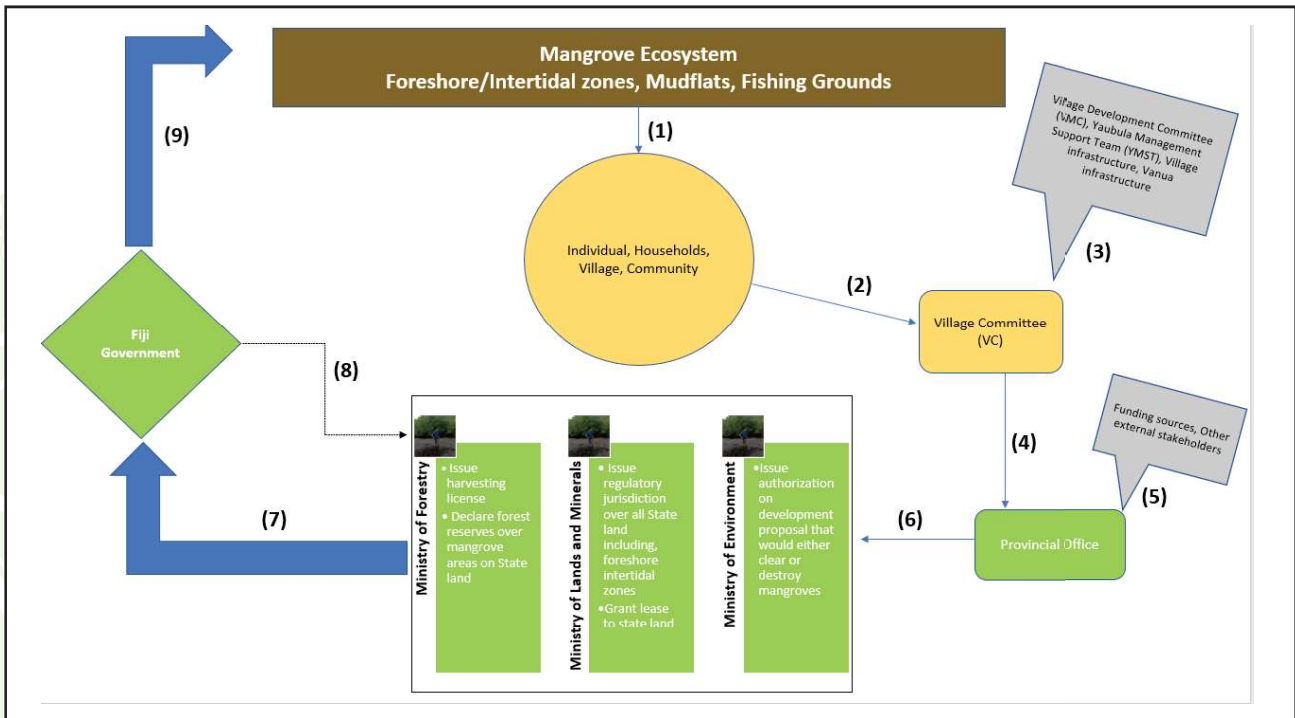 Mangrove Ecosystem
Foreshore/Intertidal zones, Mudflats, Fishing Grounds
(9)
(1)
Village Development Committee
(VMC), Yaubula Management
Support Team (YMST), Village
infrastructure, Vanua
infrastructure
(3)
Individual, Households,
Village, Community
(2)
Village Committee
(VC)
Fiji
Government
(8)
(4)
Funding sources, Other
external stakeholders
(5)
Ministry of Forestry
• Issue
harvesting
license
• Declare forest
reserves over
mangrove
areas on State
land
Ministry of Lands and Minerals
• Issue
regulatory
jurisdiction
over all State
land
including,
foreshore
intertidal
zones
•Grant lease
to state land
Ministry of Environment
•Issue
authorization
on
development
proposal that
would either
clear or
destroy
mangroves
(6)
Provincial Office
(7)